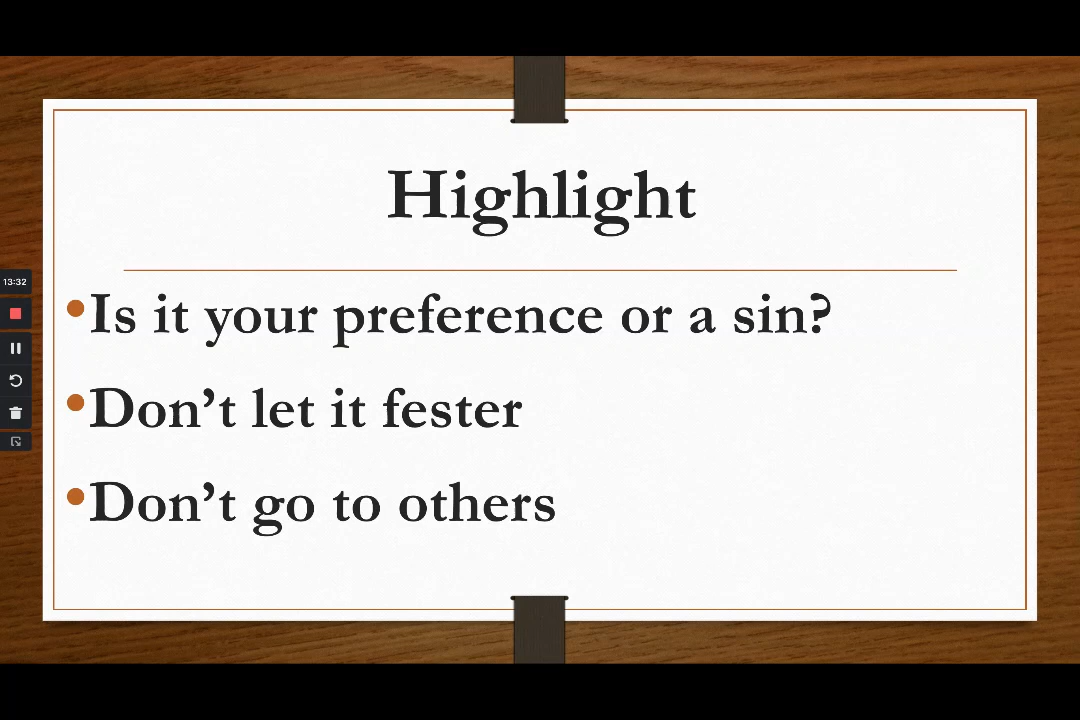 Highlight
13:32
•Is it your preference or a sin?
•Don’t let it fester
•Don’t go to others